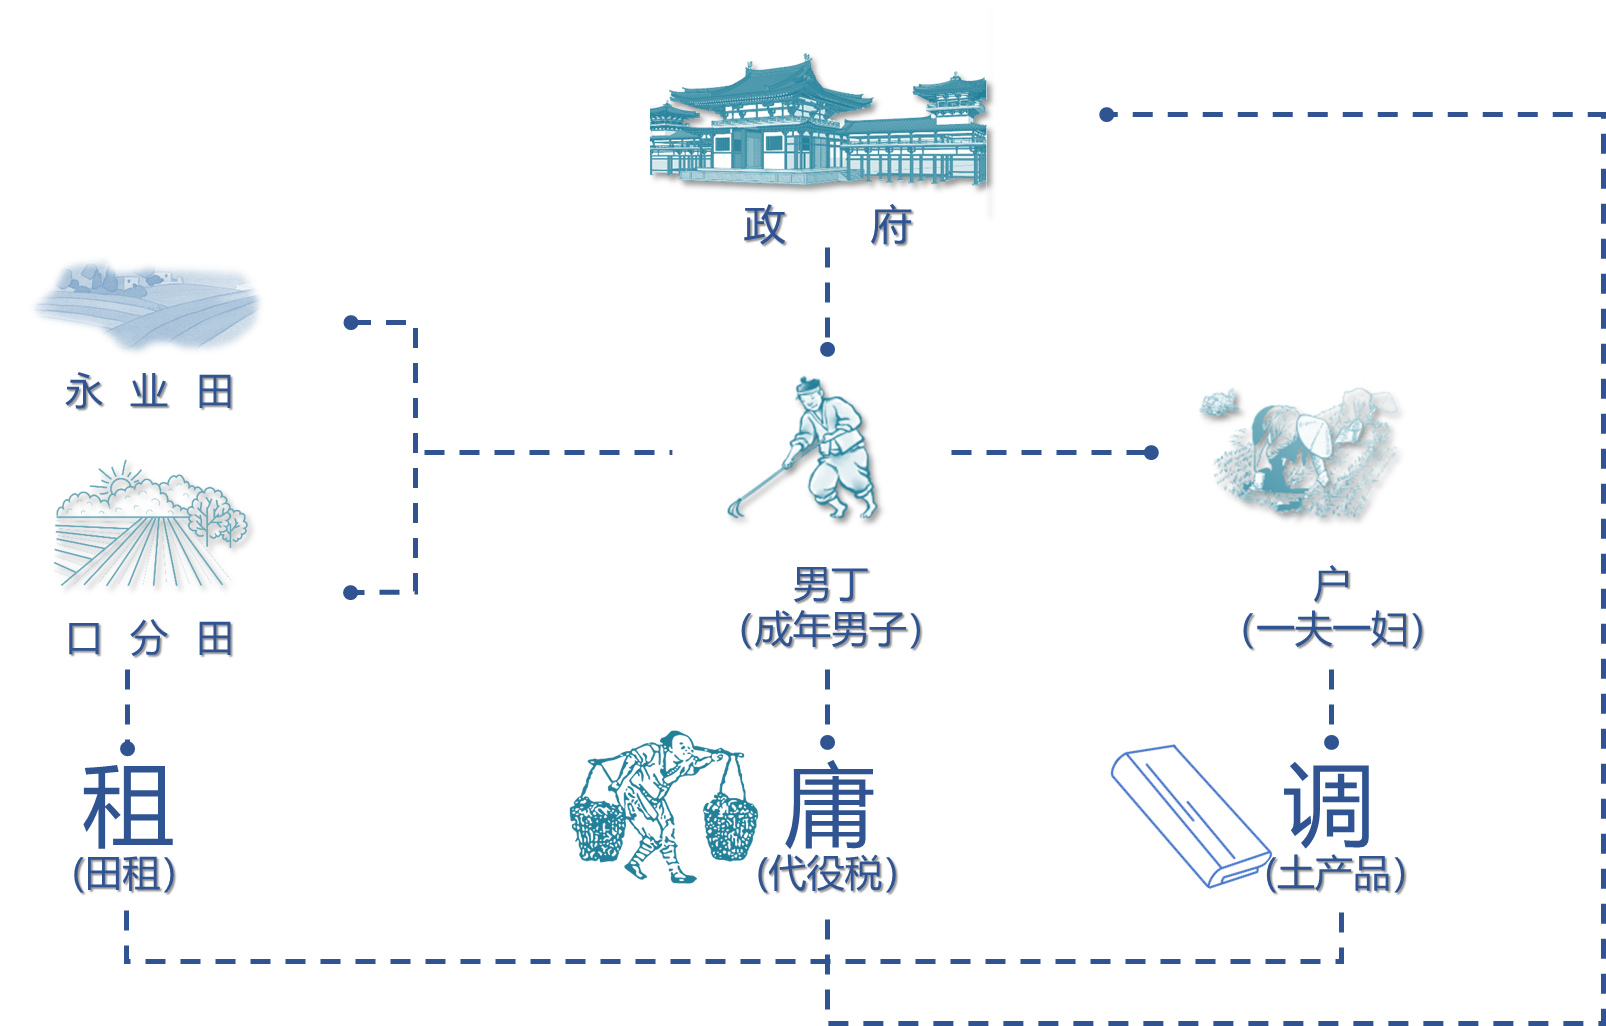 政 府
永 业 田
口 分 田
男丁
(成年男子)
户
(一夫一妇)
租
(田租)
庸
(代役税)
调
(土产品)